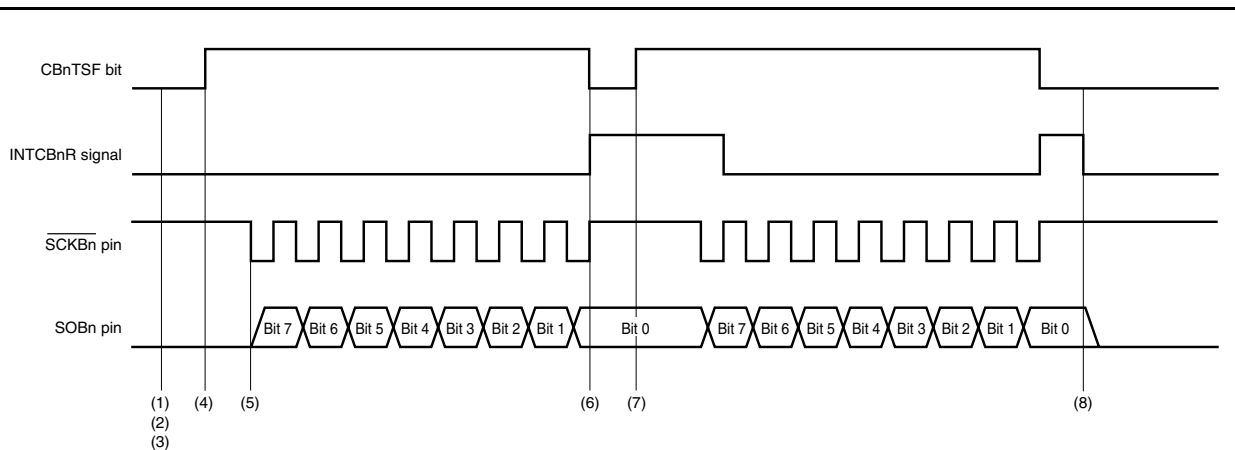 CBnTSF bit
INTCBnR signal
SCKBn pin
SOBn pin
Bit 7 Bit 6 Bit 5 Bit 4 Bit 3 Bit 2 Bit 1 Bit 0 Bit 7 Bit 6 Bit 5 Bit 4 Bit 3 Bit 2 Bit 1 Bit 0
(1) (4) (5) (6) (7) (8)
(2)
(3)